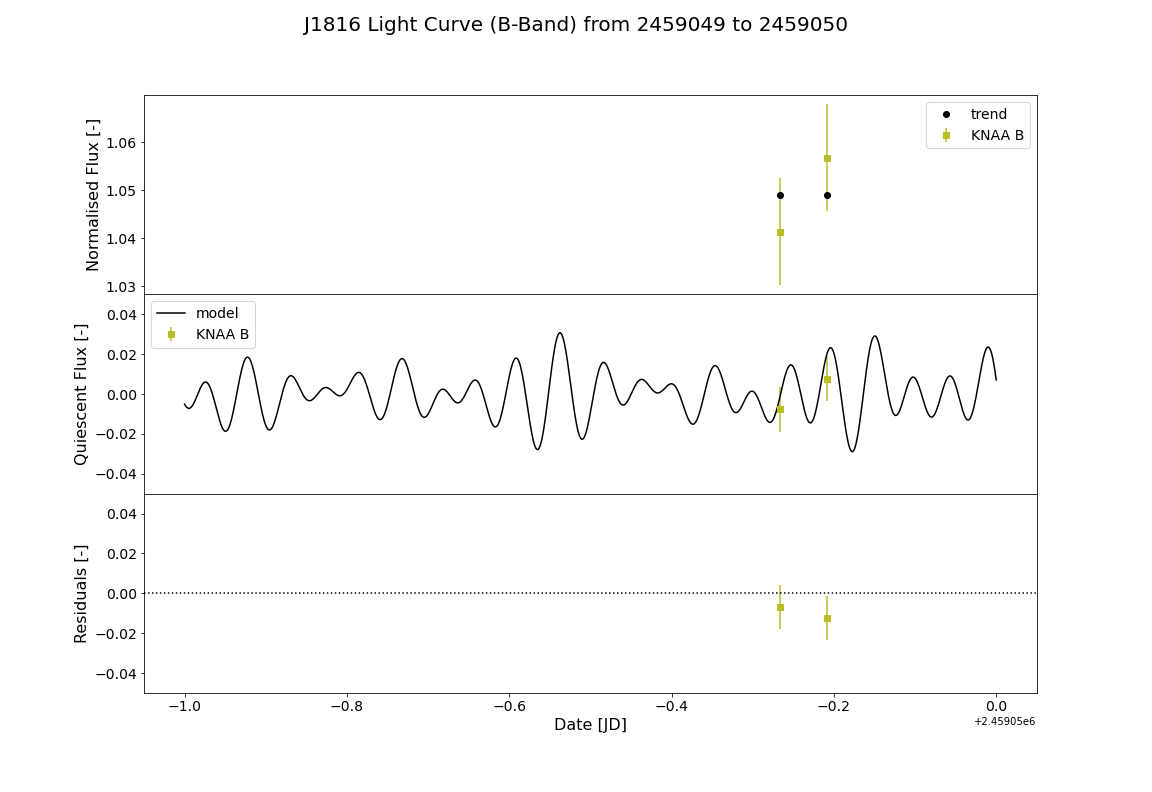 J1816 Light Curve (B-Band) from 2459049 to 2459050
Normalised Flux [-]
1.06
1.05
1.04
1.03
trend
KNAA B
Quiescent Flux [-]
0.04
0.02
0.00
−0.02
−0.04
model
KNAA B
Residuals [-]
0.04
0.02
0.00
−0.02
−0.04
−1.0 −0.8 −0.6 −0.4 −0.2 0.0
Date [JD]
+2.45905e6